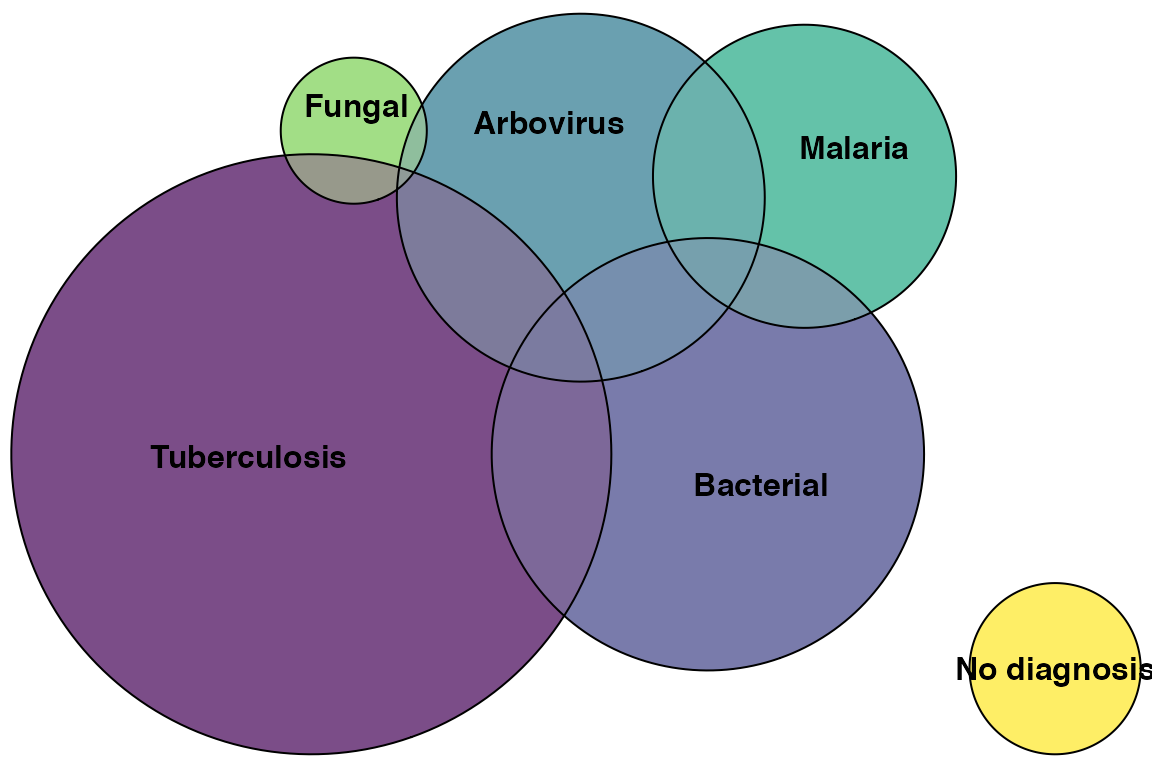 Fungal
Arbovirus
Malaria
Tuberculosis
Bacterial
No diagnosis